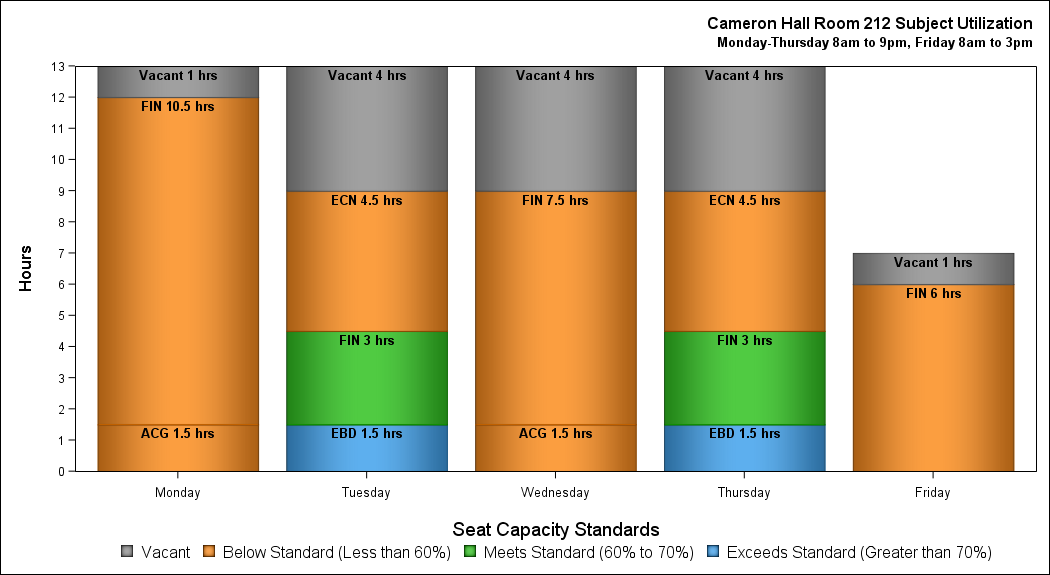 Cameron Hall Room 212 Subject Utilization
Monday-Thursday 8am to 9pm, Friday 8am to 3pm
Hours
13
12
11
10
9
8
7
6
5
4
3
2
1
0
Vacant 1 hrs
FIN 10.5 hrs
ACG 1.5 hrs
Vacant 4 hrs
ECN 4.5 hrs
FIN 3 hrs
EBD 1.5 hrs
Vacant 4 hrs
FIN 7.5 hrs
ACG 1.5 hrs
Vacant 4 hrs
ECN 4.5 hrs
FIN 3 hrs
EBD 1.5 hrs
Vacant 1 hrs
FIN 6 hrs
Monday Tuesday Wednesday Thursday Friday
Seat Capacity Standards
Vacant Below Standard (Less than 60%) Meets Standard (60% to 70%) Exceeds Standard (Greater than 70%)